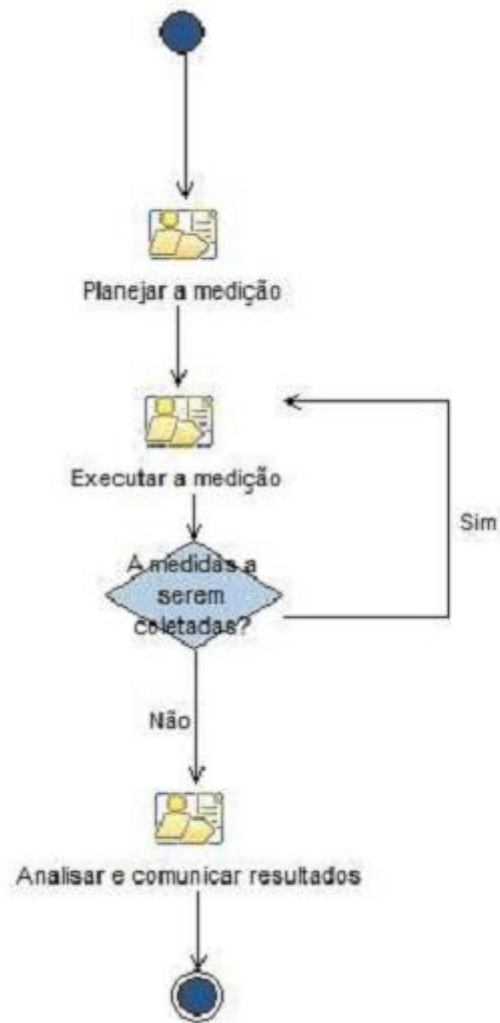 Planejar a medição
Executar a medição
Sim
A medidas a
serem
coletadas?
Não
Analisar e comunicar resultados